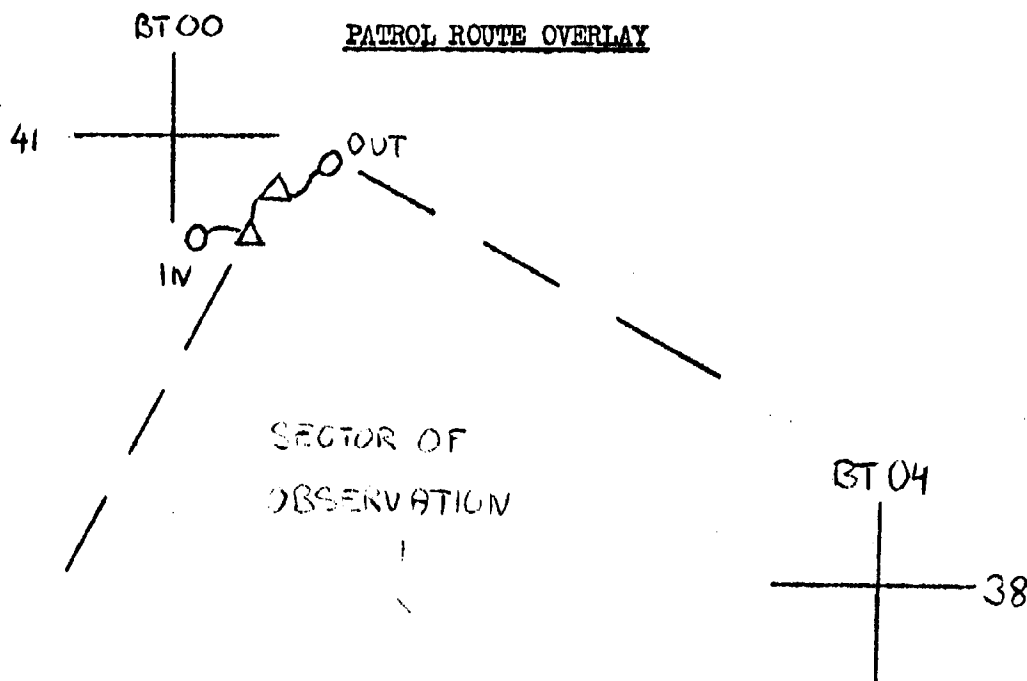 BT00
PATROL ROUTE OVERLAY
41
OUT
IN
SECTOR OF
OBSERVATION
BT04
38